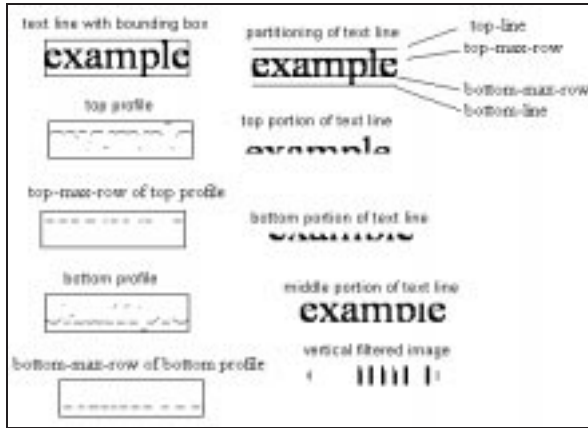 text line with bounding box
example
top profile
top-max-row of top profile
bottom profile
bottom-max-row of bottom profile
partitioning of text line
example
top-line
top-max-row
bottom-max-row
bottom-line
top portion of text line
bottom portion of text line
middle portion of text line
vertical filtered image